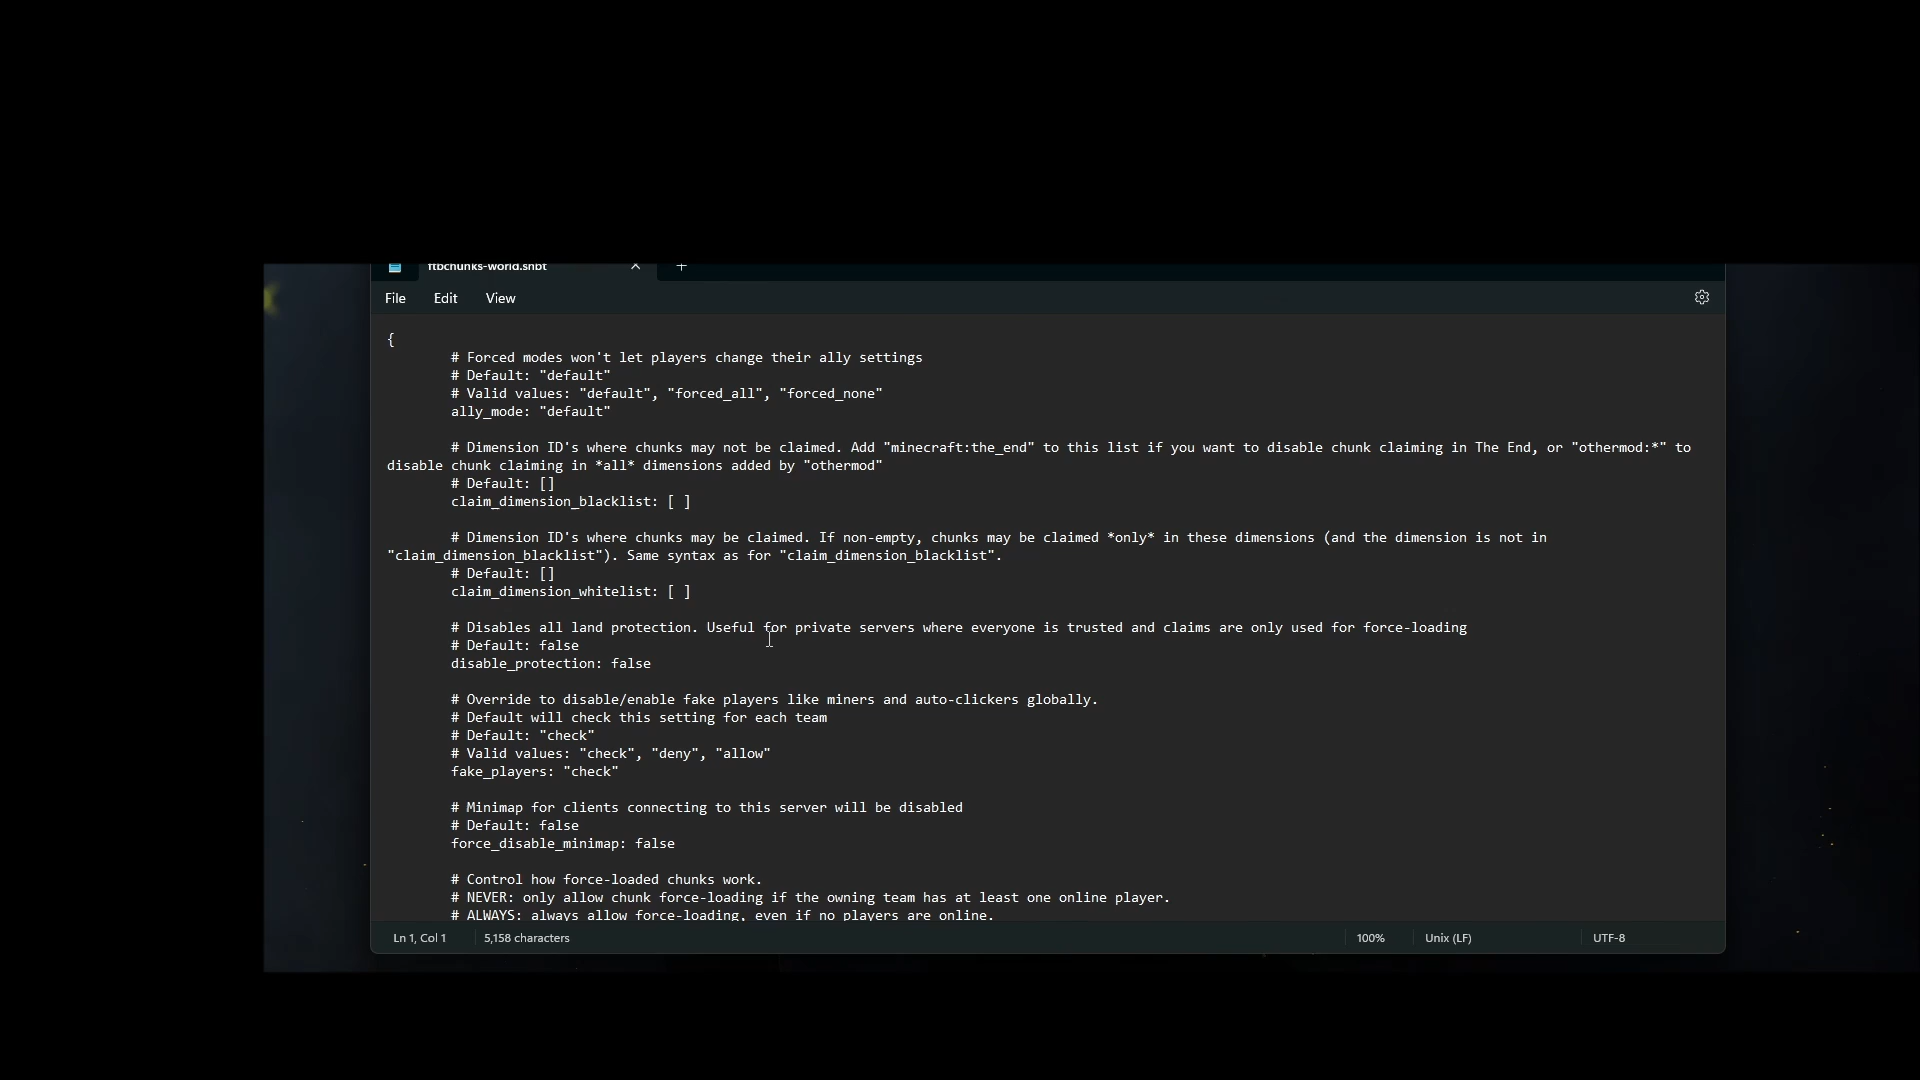 ftbchunks-world.snbt
File Edit View
{
# Forced modes won't let players change their ally settings
# Default: "default"
# Valid values: "default", "forced_all", "forced_none"
ally_mode: "default"
# Dimension ID's where chunks may not be claimed. Add "minecraft:the_end" to this list if you want to disable chunk claiming in The End, or "othermod:*" to
disable chunk claiming in *all* dimensions added by "othermod"
# Default: []
claim_dimension_blacklist: [ ]
# Dimension ID's where chunks may be claimed. If non-empty, chunks may be claimed *only* in these dimensions (and the dimension is not in
"claim_dimension_blacklist"). Same syntax as for "claim_dimension_blacklist".
# Default: []
claim_dimension_whitelist: [ ]
# Disables all land protection. Useful for private servers where everyone is trusted and claims are only used for force-loading
# Default: false
disable_protection: false
# Override to disable/enable fake players like miners and auto-clickers globally.
# Default will check this setting for each team
# Default: "check"
# Valid values: "check", "deny", "allow"
fake_players: "check"
# Minimap for clients connecting to this server will be disabled
# Default: false
force_disable_minimap: false
# Control how force-loaded chunks work.
# NEVER: only allow chunk force-loading if the owning team has at least one online player.
# ALWAYS: always allow force-loading, even if no players are online.
Ln 1, Col 1 5,158 characters 100% Unix (LF) UTF-8